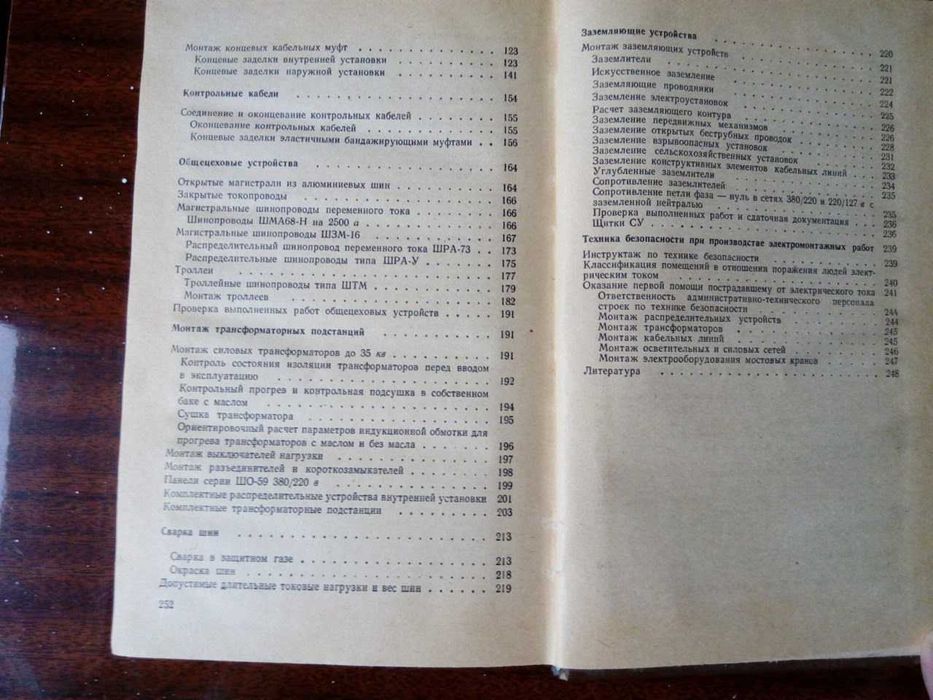 Монтаж концевых кабельных муфт . . . . . . . . . . . . 123
Концевые заделки внутренней установки . . . . . . . . 123
Концевые заделки наружной установки . . . . . . . . 141
Контрольные кабели . . . . . . . . . . . . . . . . 154
Соединение и оконцевание контрольных кабелей . . . . . . 155
Оконцевание контрольных кабелей . . . . . . . . . . 155
Концевые заделки эластичными бандажирующими муфтами . . 156
Общецеховые устройства . . . . . . . . . . . . . . 164
Открытые магистрали из алюминиевых шин . . . . . . . . 164
Закрытые токопроводы . . . . . . . . . . . . . . . 166
Магистральные шинопроводы переменного тока . . . . . . 166
Шинопроводы ШМА68-Н на 2500 а . . . . . . . . . . 166
Магистральные шинопроводы ШЗМ-16 . . . . . . . . . . 167
Распределительный шинопровод переменного тока ШРА-73 . . 173
Распределительные шинопроводы типа ШРА-У . . . . . . 175
Троллеи . . . . . . . . . . . . . . . . . . . . 177
Троллейные шинопроводы типа ШТМ . . . . . . . . . . 179
Монтаж троллеев . . . . . . . . . . . . . . . . 182
Проверка выполненных работ общецеховых устройств . . . . 191
Монтаж трансформаторных подстанций . . . . . . . . . . 191
Монтаж силовых трансформаторов до 35 кв . . . . . . . . 191
Контроль состояния изоляции трансформаторов перед вводом
в эксплуатацию . . . . . . . . . . . . . . . . 192
Контрольный прогрев и контрольная подсушка в собственном
баке с маслом . . . . . . . . . . . . . . . . 194
Сушка трансформатора . . . . . . . . . . . . . . 195
Ориентировочный расчет параметров индукционной обмотки для
прогрева трансформаторов с маслом и без масла . . . . . . 196
Монтаж выключателей нагрузки . . . . . . . . . . . . 197
Монтаж разъединителей и короткозамыкателей . . . . . . 198
Панели серии ШО-59 380/220 в . . . . . . . . . . . . 199
Комплектные распределительные устройства внутренней установки 201
Комплектные трансформаторные подстанции . . . . . . . . 203
Сварка шин . . . . . . . . . . . . . . . . . . 213
Сварка в защитном газе . . . . . . . . . . . . . . 213
Окраска шин . . . . . . . . . . . . . . . . . . 218
Допустимые длительные токовые нагрузки и вес шин . . . . . . 219
252
Заземляющие устройства . . . . . . . . . . . . . . 220
Монтаж заземляющих устройств . . . . . . . . . . . . 221
Заземлители . . . . . . . . . . . . . . . . . . 221
Искусственное заземление . . . . . . . . . . . . 222
Заземляющие проводники . . . . . . . . . . . . . . 224
Заземление электроустановок . . . . . . . . . . . . 225
Расчет заземляющего контура . . . . . . . . . . . . 226
Заземление передвижных механизмов . . . . . . . . . . 226
Заземление открытых беструбных проводок . . . . . . . . 228
Заземление взрывоопасных установок . . . . . . . . . . 231
Заземление сельскохозяйственных установок . . . . . . 232
Заземление конструктивных элементов кабельных линий . . 233
Углубленные заземлители . . . . . . . . . . . . . . 234
Сопротивление заземлителей . . . . . . . . . . . . 235
Сопротивление петли фаза — нуль в сетях 380/220 и 220/127 в с
заземленной нейтралью . . . . . . . . . . . . . . 235
Проверка выполненных работ и сдаточная документация . . 236
Щитки СУ . . . . . . . . . . . . . . . . . . . 236
Техника безопасности при производстве электромонтажных работ 239
Инструктаж по технике безопасности . . . . . . . . . . 239
Классификация помещений в отношении поражения людей элек-
рическим током . . . . . . . . . . . . . . . . 240
Оказание первой помощи пострадавшему от электрического тока 241
Ответственность административно-технического персонала
строек по технике безопасности . . . . . . . . . . 244
Монтаж распределительных устройств . . . . . . . . 244
Монтаж трансформаторов . . . . . . . . . . . . . . 245
Монтаж кабельных линий . . . . . . . . . . . . . . 245
Монтаж осветительных и силовых сетей . . . . . . . . 246
Монтаж электрооборудования мостовых кранов . . . . . . 247
Литература . . . . . . . . . . . . . . . . . . 248